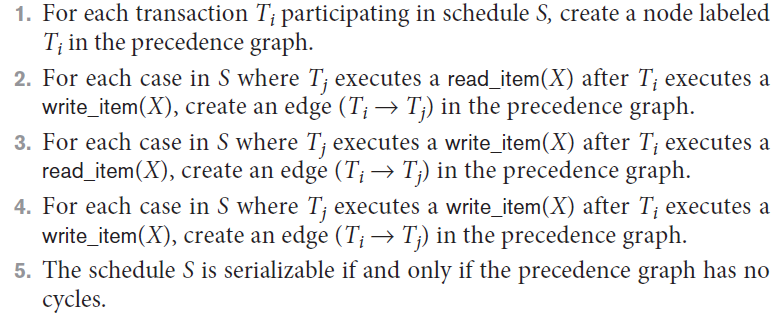 1. For each transaction Ti participating in schedule S, create a node labeled
Ti in the precedence graph.
2. For each case in S where Tj executes a read_item(X) after Ti executes a
write_item(X), create an edge (Ti → Tj) in the precedence graph.
3. For each case in S where Tj executes a write_item(X) after Ti executes a
read_item(X), create an edge (Ti → Tj) in the precedence graph.
4. For each case in S where Tj executes a write_item(X) after Ti executes a
write_item(X), create an edge (Ti → Tj) in the precedence graph.
5. The schedule S is serializable if and only if the precedence graph has no
cycles.